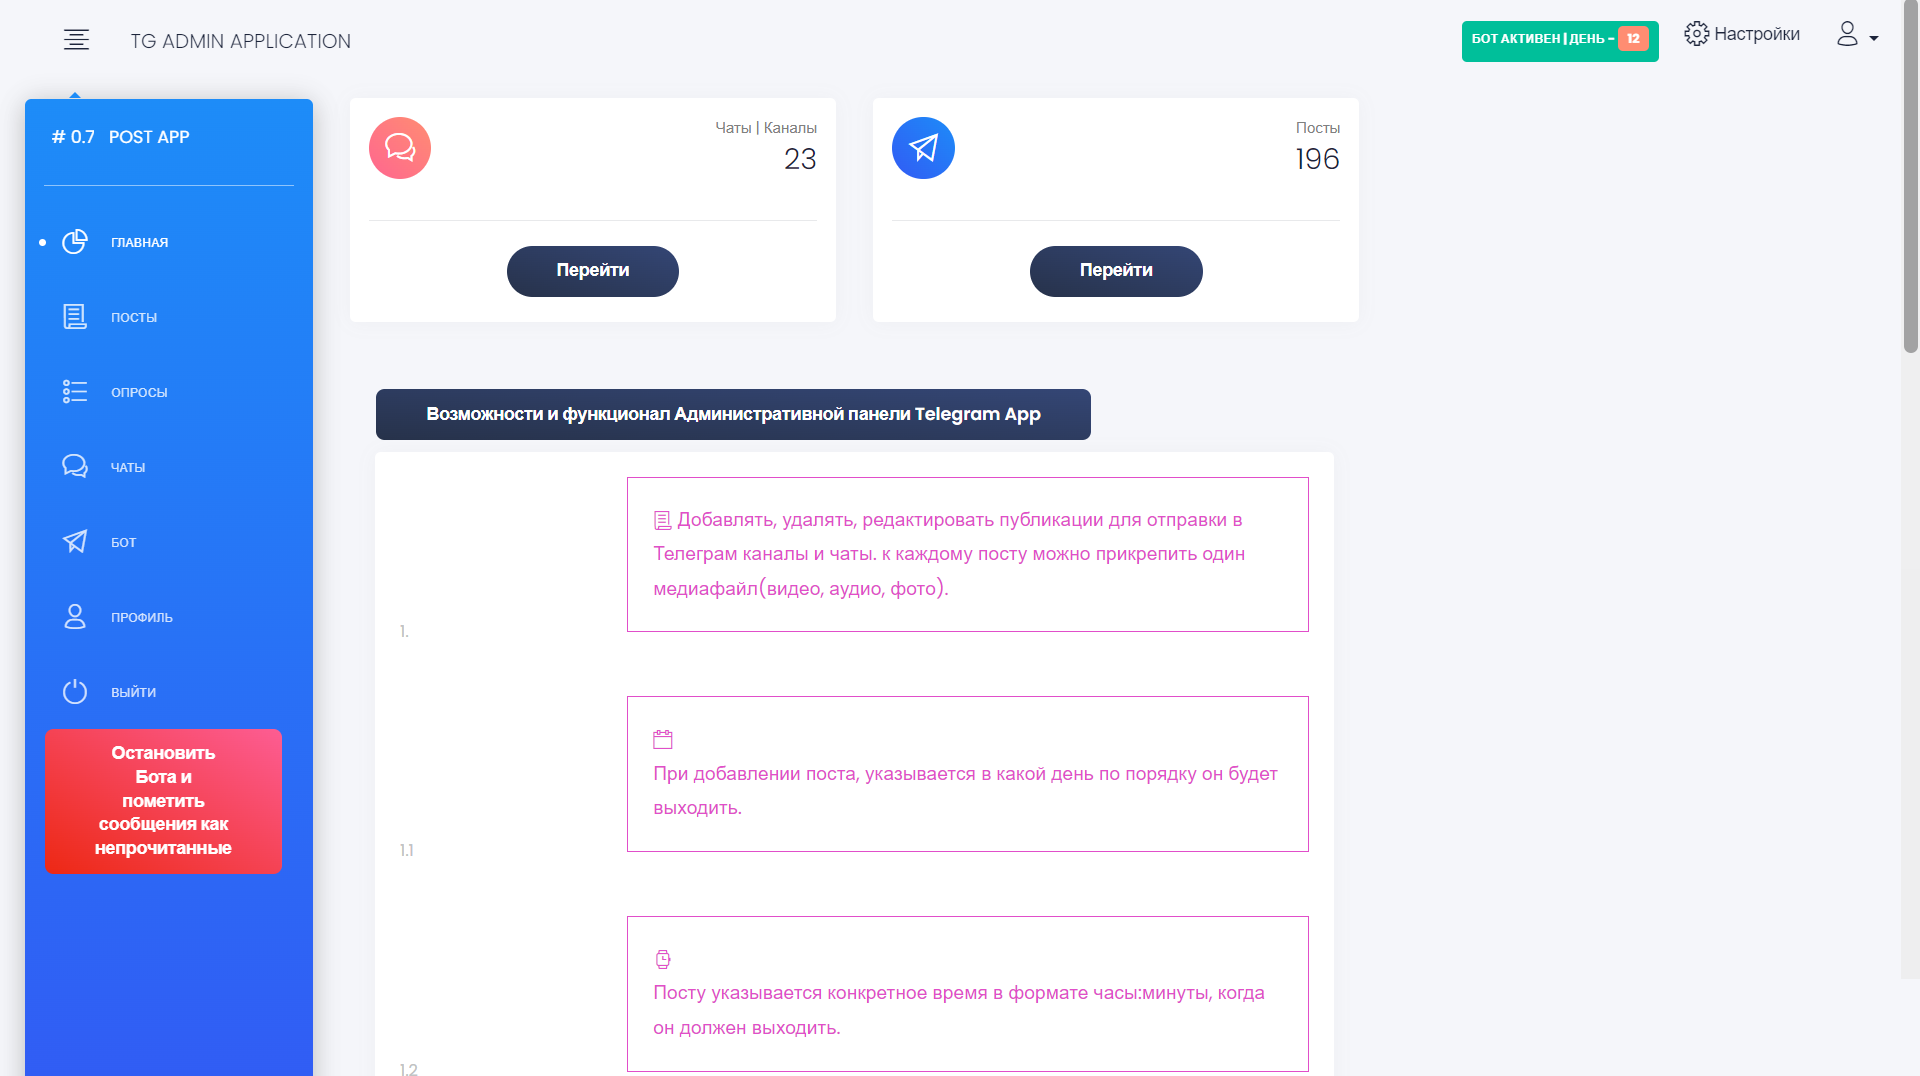 TG ADMIN APPLICATION
БОТ АКТИВЕН | ДЕНЬ - 12
Настройки
# 0.7 POST APP
ГЛАВНАЯ
ПОСТЫ
ОПРОСЫ
ЧАТЫ
БОТ
ПРОФИЛЬ
ВЫЙТИ
Остановить
Бота и
пометить
сообщения как
непрочитанные
Чаты | Каналы
23
Перейти
Посты
196
Перейти
Возможности и функционал Административной панели Telegram App
1.
Добавлять, удалять, редактировать публикации для отправки в
Телеграм каналы и чаты. к каждому посту можно прикрепить один
медиафайл(видео, аудио, фото).
1.1
При добавлении поста, указывается в какой день по порядку он будет
выходить.
1.2
Посту указывается конкретное время в формате часы:минуты, когда
он должен выходить.